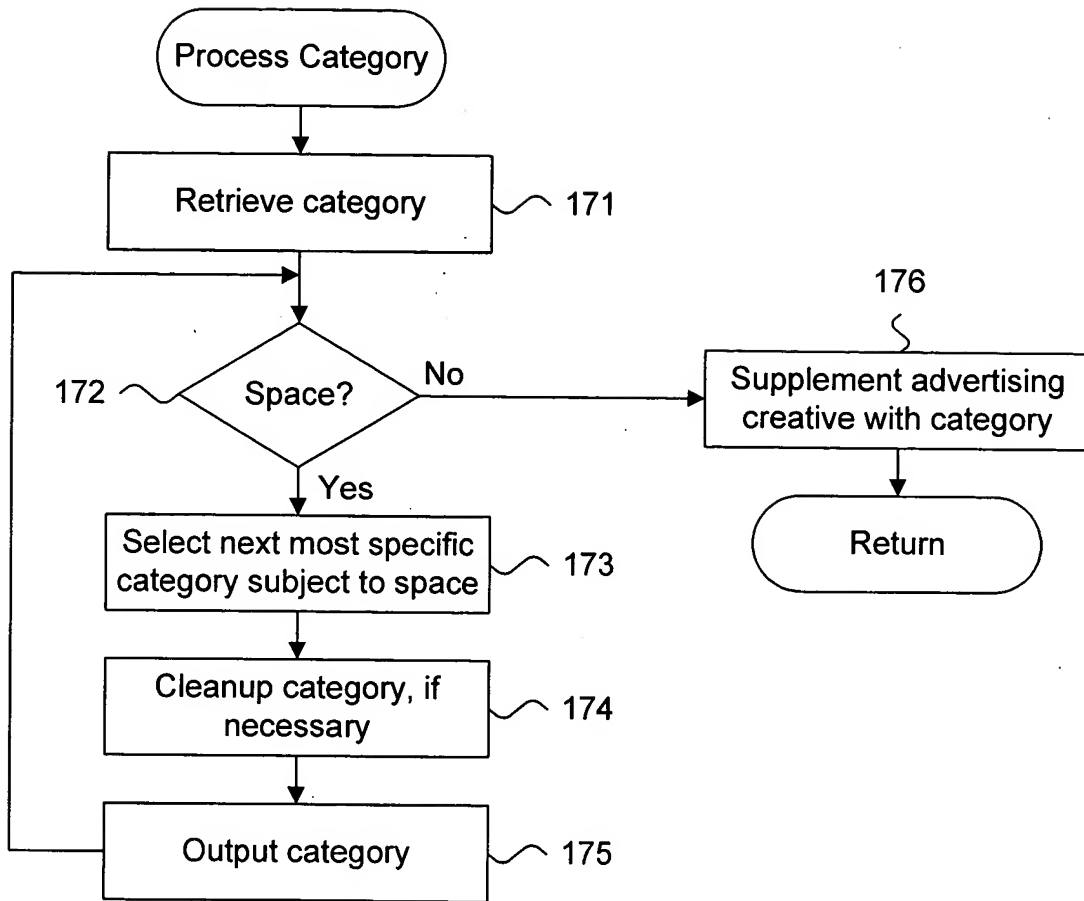 Process Category
Retrieve category
171
176
172
Space?
No
Supplement advertising
creative with category
Yes
Select next most specific
category subject to space
173
Return
Cleanup category, if
necessary
174
Output category
175